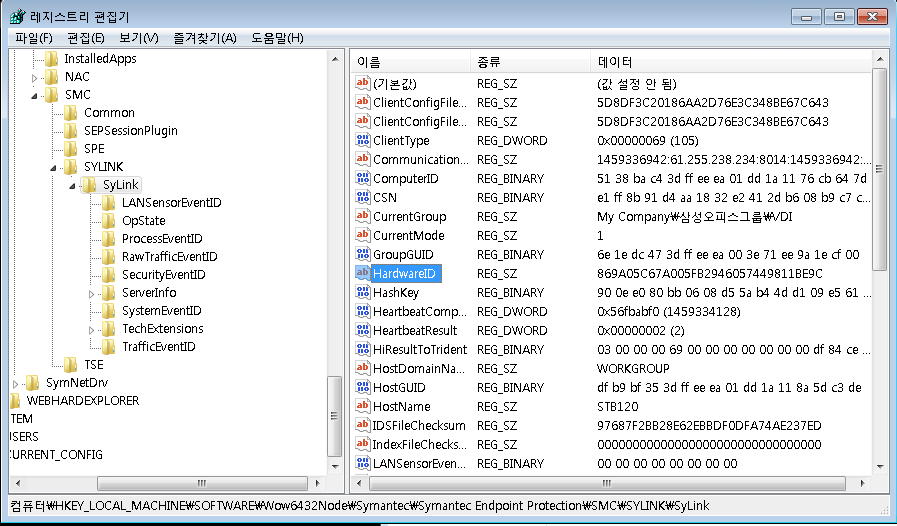 레지스트리 편집기
파일(F) 편집(E) 보기(V) 즐겨찾기(A) 도움말(H)
InstalledApps
NAC
SMC
Common
SEPSessionPlugin
SPE
SYLINK
SyLink
LANSensorEventID
OpState
ProcessEventID
RawTrafficEventID
SecurityEventID
ServerInfo
SystemEventID
TechExtensions
TrafficEventID
TSE
SymNetDrv
WEBHARDEXPLORER
TEM
SERS
CURRENT_CONFIG
이름 종류 데이터
(기본값) REG_SZ (값 설정 안 됨)
ClientConfigFile... REG_SZ 5D8DF3C20186AA2D76E3C348BE67C643
ClientConfigFile... REG_SZ 5D8DF3C20186AA2D76E3C348BE67C643
ClientType REG_DWORD 0x00000069 (105)
Communication... REG_SZ 1459336942:61.255.238.234:8014:1459336942:...
ComputerID REG_BINARY 51 38 ba c4 3d ff ee ea 01 dd 1a 11 76 cb 64 7d
CSN REG_BINARY e1 ff 8b 91 d4 aa 18 32 e2 41 2d b6 08 b9 c7 c...
CurrentGroup REG_SZ My Company₩삼성오피스그룹₩VDI
CurrentMode REG_SZ 1
GroupGUID REG_BINARY 6e 1e dc 47 3d ff ee ea 00 3e 71 ee 9a 1e cf 00
HardwareID REG_SZ 869A05C67A005FB2946057449811BE9C
HashKey REG_BINARY 90 0e e0 80 bb 06 08 d5 5a b4 4d d1 09 e5 61 ...
HeartbeatComp... REG_DWORD 0x56fbabf0 (1459334128)
HeartbeatResult REG_DWORD 0x00000002 (2)
HiResultToTrident REG_BINARY 03 00 00 00 69 00 00 00 00 00 00 00 df 84 ce ...
HostDomainNa... REG_SZ WORKGROUP
HostGUID REG_BINARY df b9 bf 35 3d ff ee ea 01 dd 1a 11 8a 5d c3 de
HostName REG_SZ STB120
IDSFileChecksum REG_SZ 97687F2BB28E62EBBDF0DFA74AE237ED
IndexFileChecks... REG_SZ 00000000000000000000000000000000
LANSensorEven... REG_BINARY 00 00 00 00 00 00 00 00
컴퓨터₩HKEY_LOCAL_MACHINE₩SOFTWARE₩Wow6432Node₩Symantec₩Symantec Endpoint Protection₩SMC₩SYLINK₩SyLink